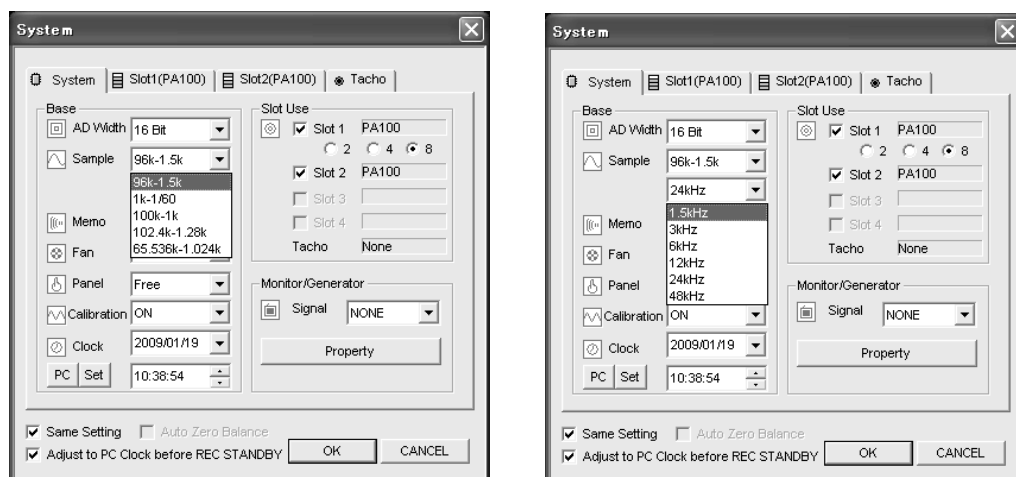 System
System Slot1(PA100) Slot2(PA100) Tacho
Base
AD Width 16 Bit
Sample 96k-1.5k
96k-1.5k
1k-1/60
100k-1k
102.4k-1.28k
65.536k-1.024k
Memo
Fan
Panel Free
Calibration ON
Clock 2009/01/19
PC Set 10:38:54
Slot Use
Slot 1 PA100
2 4 8
Slot 2 PA100
Slot 3
Slot 4
Tacho None
Monitor/Generator
Signal NONE
Property
Same Setting Auto Zero Balance
Adjust to PC Clock before REC STANDBY OK CANCEL
System
System Slot1(PA100) Slot2(PA100) Tacho
Base
AD Width 16 Bit
Sample 96k-1.5k
24kHz
1.5kHz
3kHz
6kHz
12kHz
24kHz
48kHz
Memo
Fan
Panel
Calibration ON
Clock 2009/01/19
PC Set 10:38:54
Slot Use
Slot 1 PA100
2 4 8
Slot 2 PA100
Slot 3
Slot 4
Tacho None
Monitor/Generator
Signal NONE
Property
Same Setting Auto Zero Balance
Adjust to PC Clock before REC STANDBY OK CANCEL